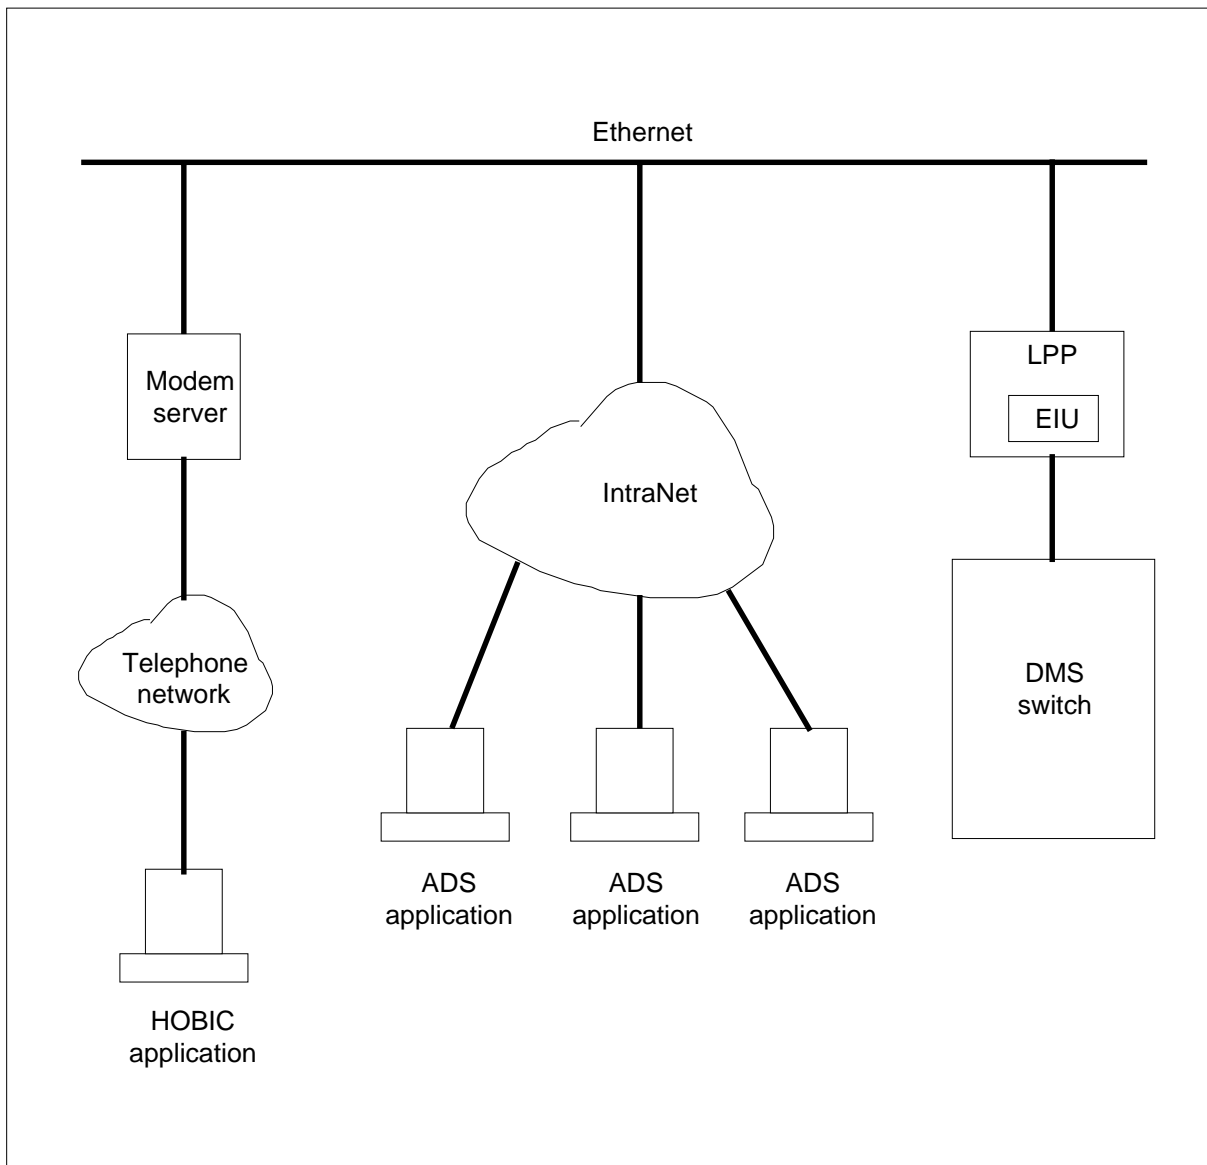 Ethernet
Modem
server
LPP
EIU
IntraNet
Telephone
network
DMS
switch
ADS
application
ADS
application
ADS
application
HOBIC
application